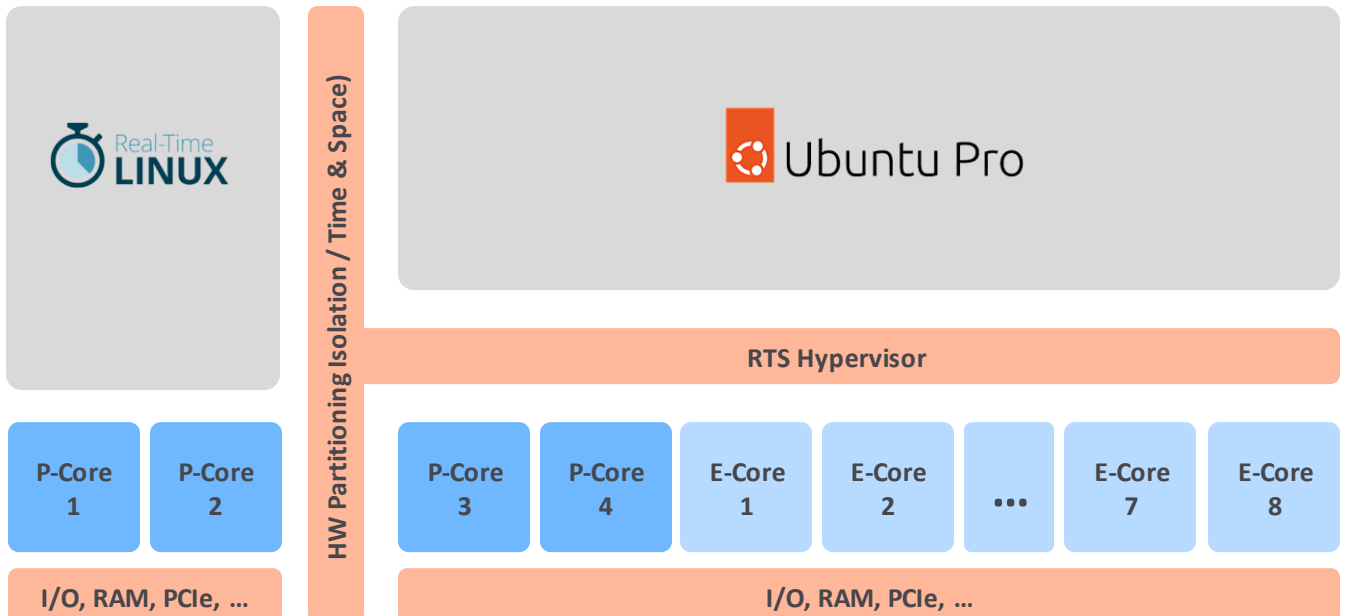 Real-Time
LINUX
HW Partitioning Isolation / Time & Space)
Ubuntu Pro
RTS Hypervisor
P-Core
1
P-Core
2
P-Core
3
P-Core
4
E-Core
1
E-Core
2
...
E-Core
7
E-Core
8
I/O, RAM, PCIe, ...
I/O, RAM, PCIe, ...